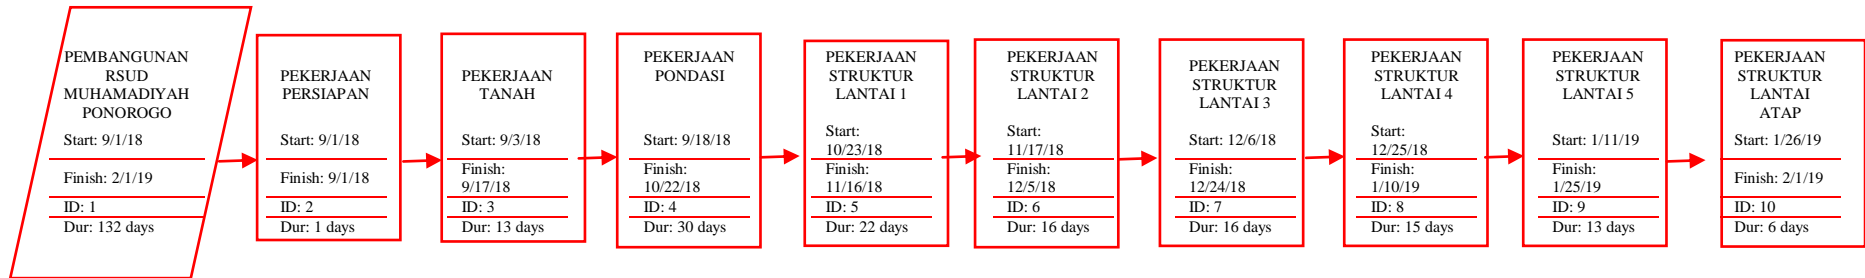 PEMBANGUNAN
RSUD
MUHAMADIYAH
PONOROGO
Start: 9/1/18
Finish: 2/1/19
ID: 1
Dur: 132 days
PEKERJAAN
PERSIAPAN
Start: 9/1/18
Finish: 9/1/18
ID: 2
Dur: 1 days
PEKERJAAN
TANAH
Start: 9/3/18
Finish:
9/17/18
ID: 3
Dur: 13 days
PEKERJAAN
PONDASI
Start: 9/18/18
Finish:
10/22/18
ID: 4
Dur: 30 days
PEKERJAAN
STRUKTUR
LANTAI 1
Start:
10/23/18
Finish:
11/16/18
ID: 5
Dur: 22 days
PEKERJAAN
STRUKTUR
LANTAI 2
Start:
11/17/18
Finish:
12/5/18
ID: 6
Dur: 16 days
PEKERJAAN
STRUKTUR
LANTAI 3
Start: 12/6/18
Finish:
12/24/18
ID: 7
Dur: 16 days
PEKERJAAN
STRUKTUR
LANTAI 4
Start:
12/25/18
Finish:
1/10/19
ID: 8
Dur: 15 days
PEKERJAAN
STRUKTUR
LANTAI 5
Start: 1/11/19
Finish:
1/25/19
ID: 9
Dur: 13 days
PEKERJAAN
STRUKTUR
LANTAI
ATAP
Start: 1/26/19
Finish: 2/1/19
ID: 10
Dur: 6 days